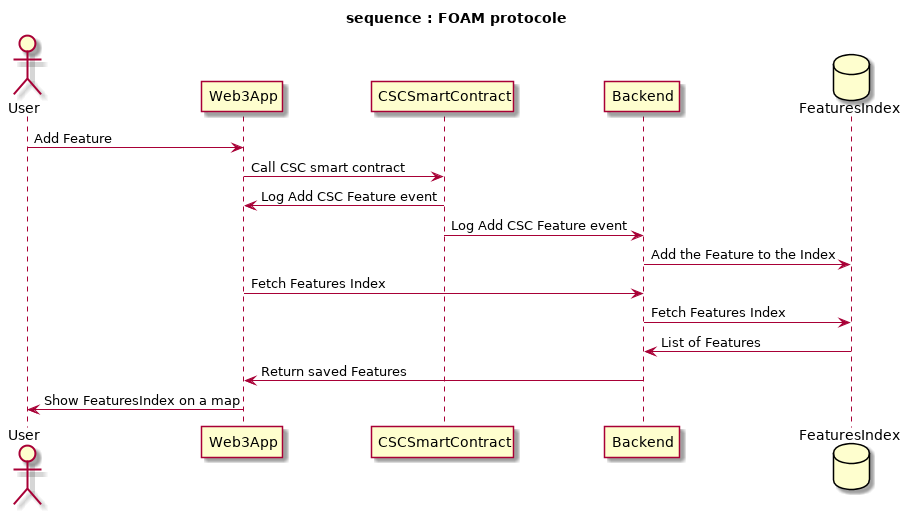 sequence : FOAM protocole
User
Web3App
CSCSmartContract
Backend
FeaturesIndex
Add Feature
Call CSC smart contract
Log Add CSC Feature event
Log Add CSC Feature event
Add the Feature to the Index
Fetch Features Index
Fetch Features Index
List of Features
Return saved Features
Show FeaturesIndex on a map
User
Web3App
CSCSmartContract
Backend
FeaturesIndex